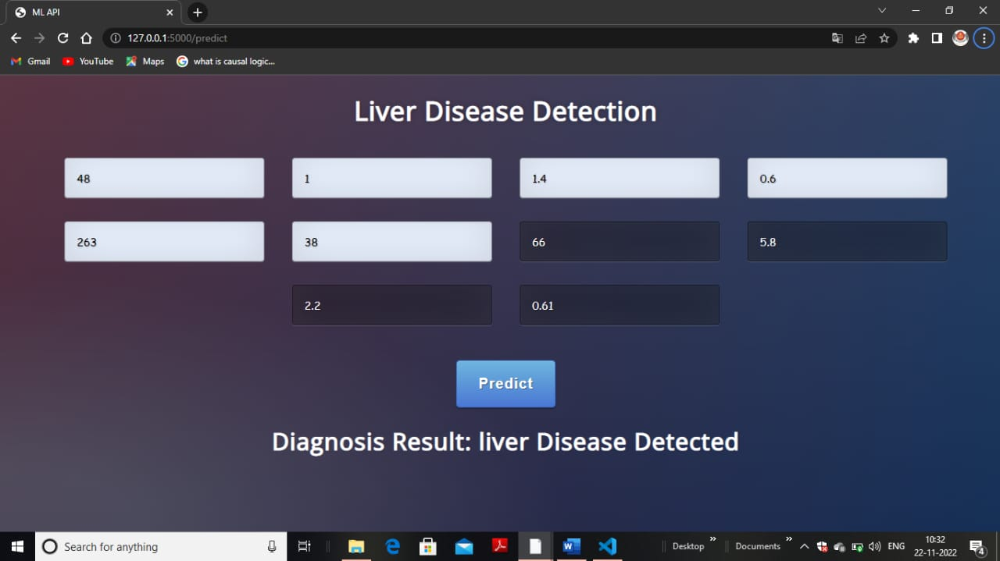 ML API
127.0.0.1:5000/predict
Gmail YouTube Maps what is causal logic...
Liver Disease Detection
48 1 1.4 0.6
263 38 66 5.8
2.2 0.61
Predict
Diagnosis Result: liver Disease Detected
Search for anything Desktop » Documents » ENG 10:32
22-11-2022 4